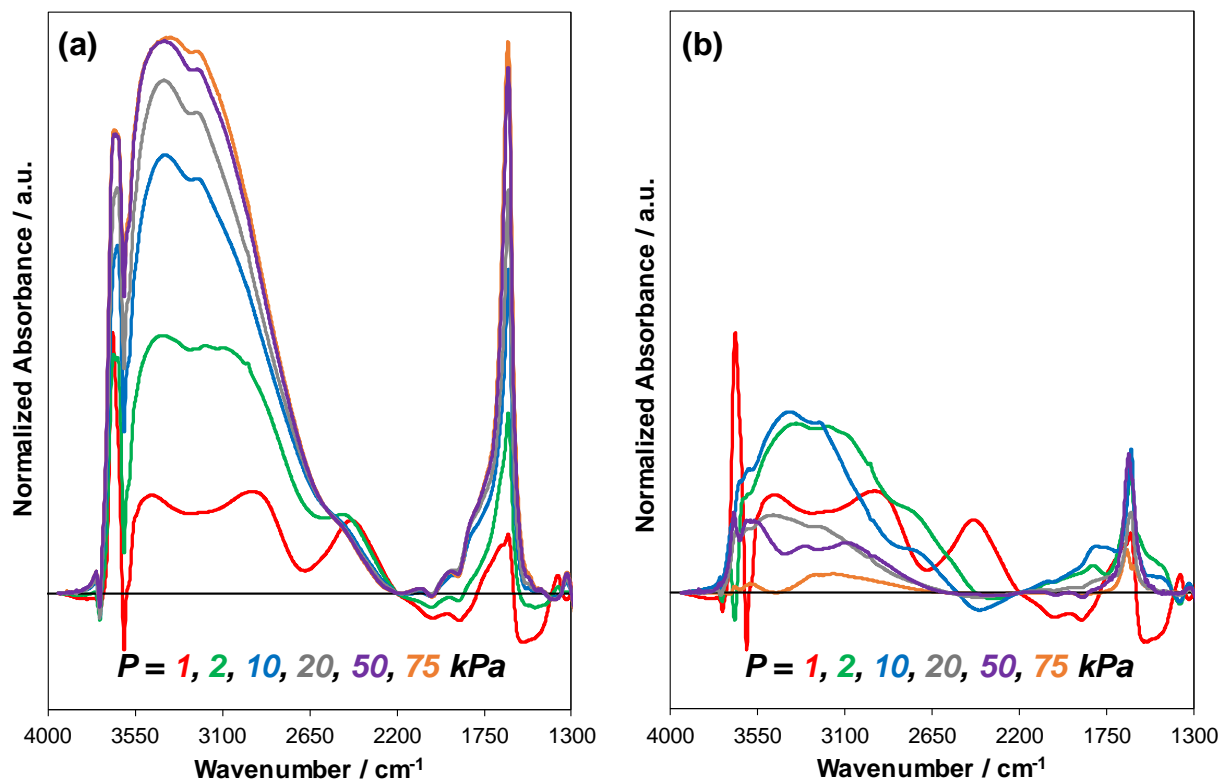 (a)
Normalized Absorbance / a.u.
P = 1, 2, 10, 20, 50, 75 kPa
4000 3550 3100 2650 2200 1750 1300
Wavenumber / cm⁻¹
(b)
Normalized Absorbance / a.u.
P = 1, 2, 10, 20, 50, 75 kPa
4000 3550 3100 2650 2200 1750 1300
Wavenumber / cm⁻¹